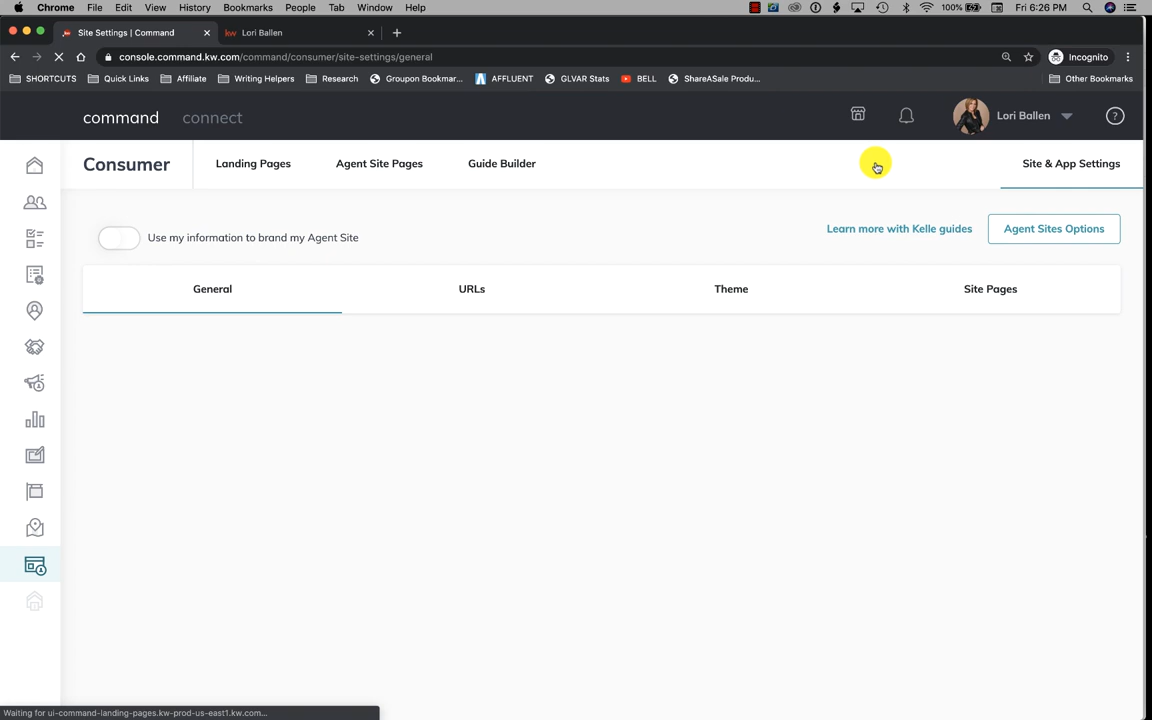 Chrome File Edit View History Bookmarks People Tab Window Help 100% Fri 6:26 PM
Site Settings | Command
kw Lori Ballen
console.command.kw.com/command/consumer/site-settings/general Incognito
SHORTCUTS Quick Links Affiliate Writing Helpers Research Groupon Bookmar... AFFLUENT GLVAR Stats BELL ShareASale Produ... Other Bookmarks
command connect Lori Ballen ?
Consumer Landing Pages Agent Site Pages Guide Builder Site & App Settings
Use my information to brand my Agent Site Learn more with Kelle guides Agent Sites Options
General URLs Theme Site Pages
Waiting for ui-command-landing-pages.kw-prod-us-east1.kw.com...